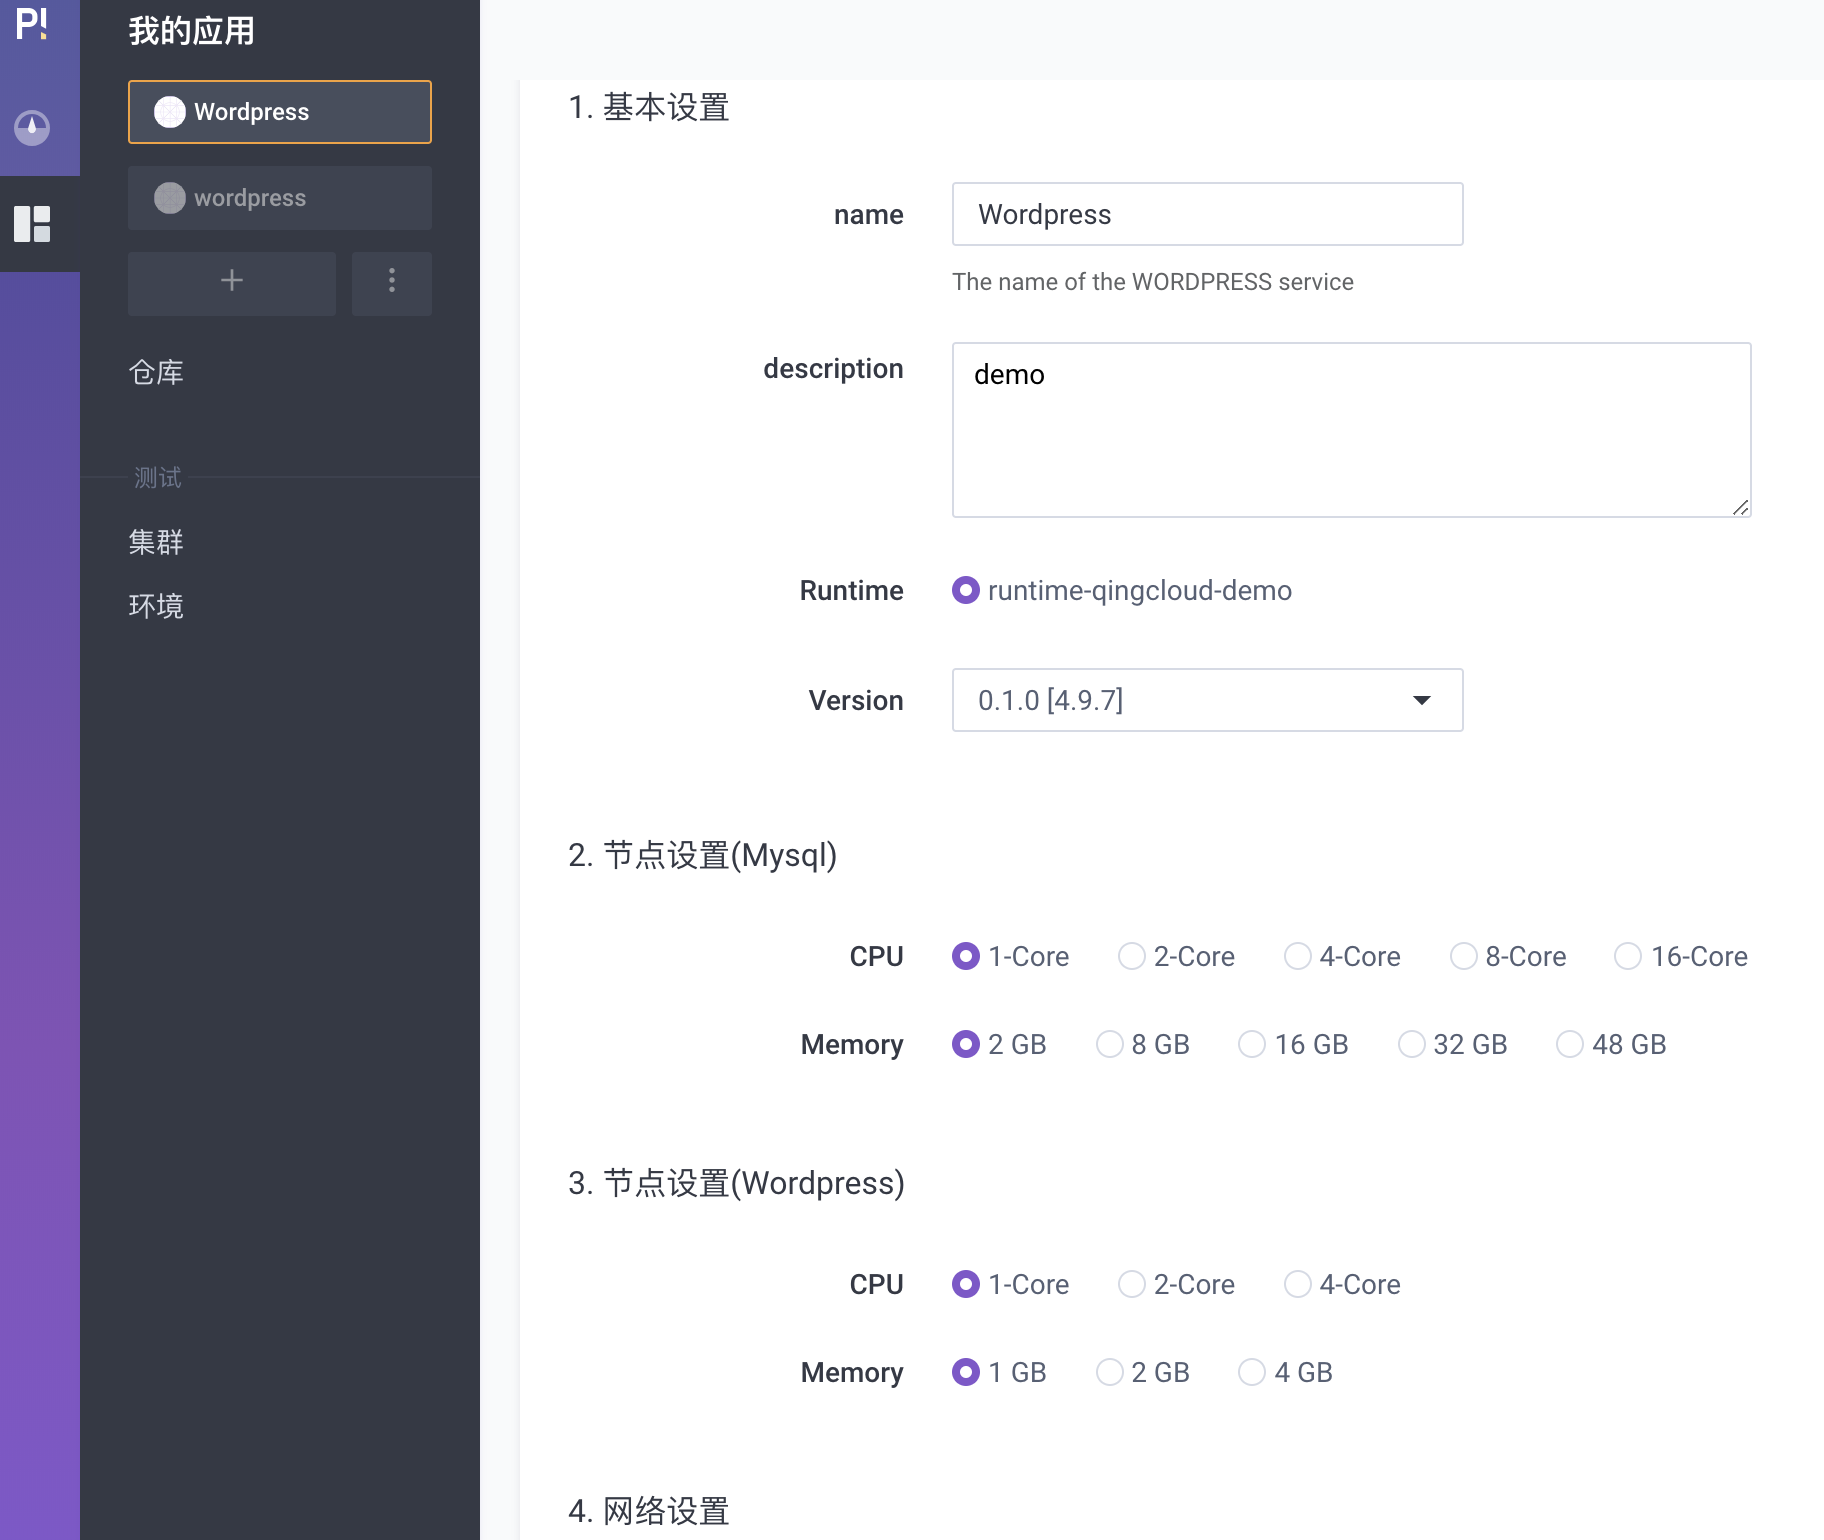 P!
我的应用
Wordpress
wordpress
仓库
测试
集群
环境
1. 基本设置
name Wordpress
The name of the WORDPRESS service
description demo
Runtime runtime-qingcloud-demo
Version 0.1.0 [4.9.7]
2. 节点设置(Mysql)
CPU 1-Core 2-Core 4-Core 8-Core 16-Core
Memory 2 GB 8 GB 16 GB 32 GB 48 GB
3. 节点设置(Wordpress)
CPU 1-Core 2-Core 4-Core
Memory 1 GB 2 GB 4 GB
4. 网络设置